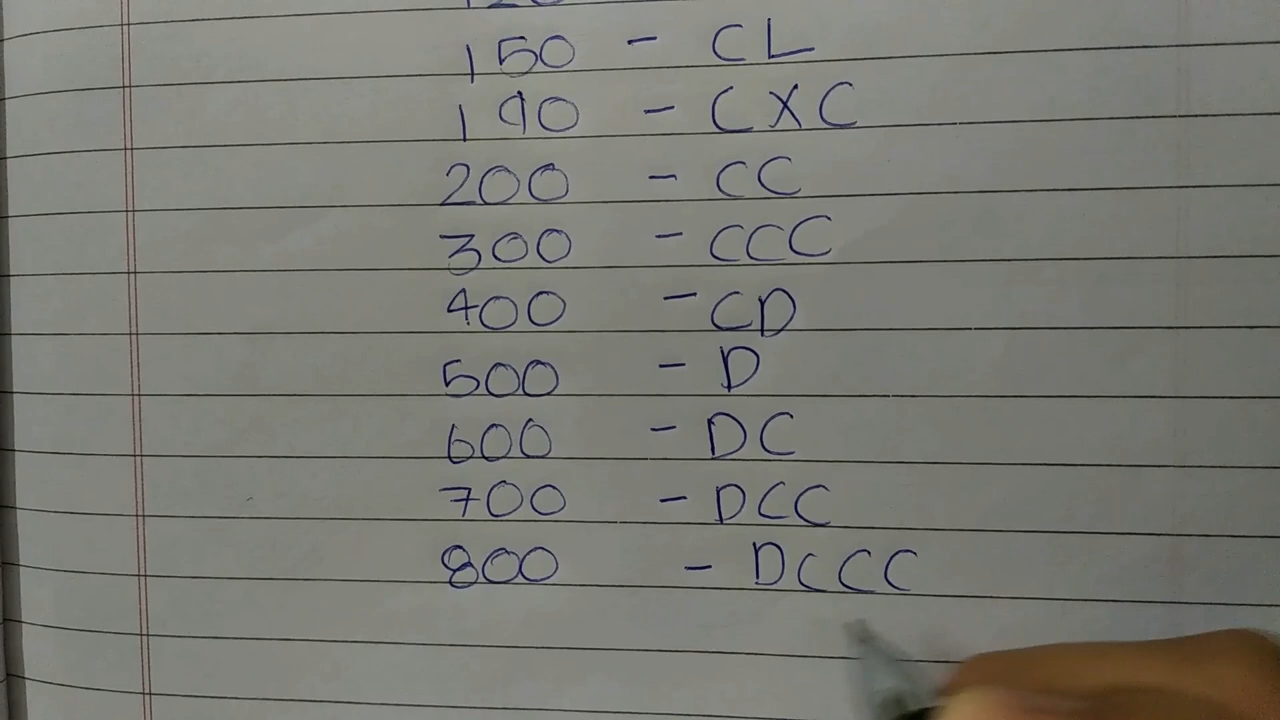 150 - CL
190 - CXC
200 - CC
300 - CCC
400 - CD
500 - D
600 - DC
700 - DCC
800 - DCCC